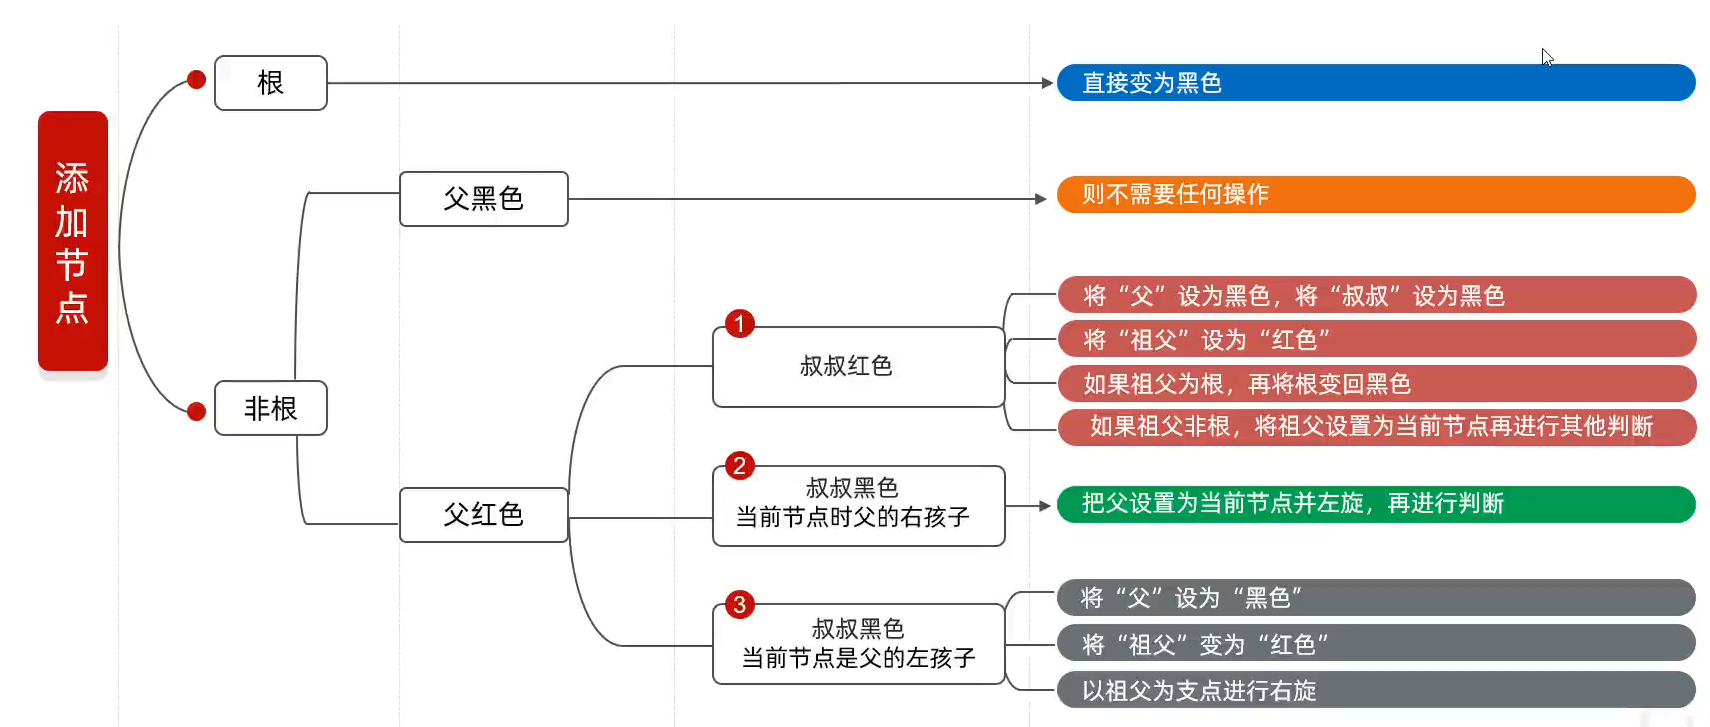 添加节点
根
直接变为黑色
父黑色
则不需要任何操作
非根
父红色
1
叔叔红色
将“父”设为黑色，将“叔叔”设为黑色
将“祖父”设为“红色”
如果祖父为根，再将根变回黑色
如果祖父非根，将祖父设置为当前节点再进行其他判断
2
叔叔黑色
当前节点时父的右孩子
把父设置为当前节点并左旋，再进行判断
3
叔叔黑色
当前节点是父的左孩子
将“父”设为“黑色”
将“祖父”变为“红色”
以祖父为支点进行右旋